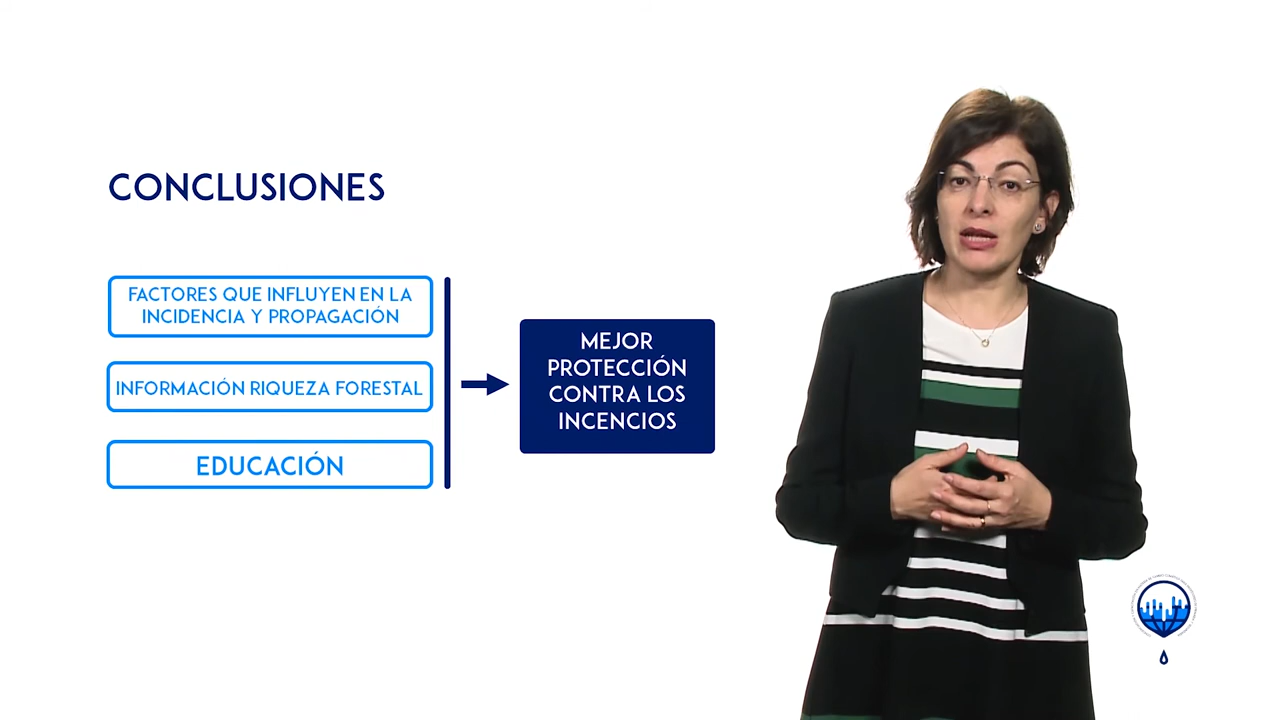 CONCLUSIONES
FACTORES QUE INFLUYEN EN LA
INCIDENCIA Y PROPAGACIÓN
INFORMACIÓN RIQUEZA FORESTAL
EDUCACIÓN
MEJOR
PROTECCIÓN
CONTRA LOS
INCENCIOS